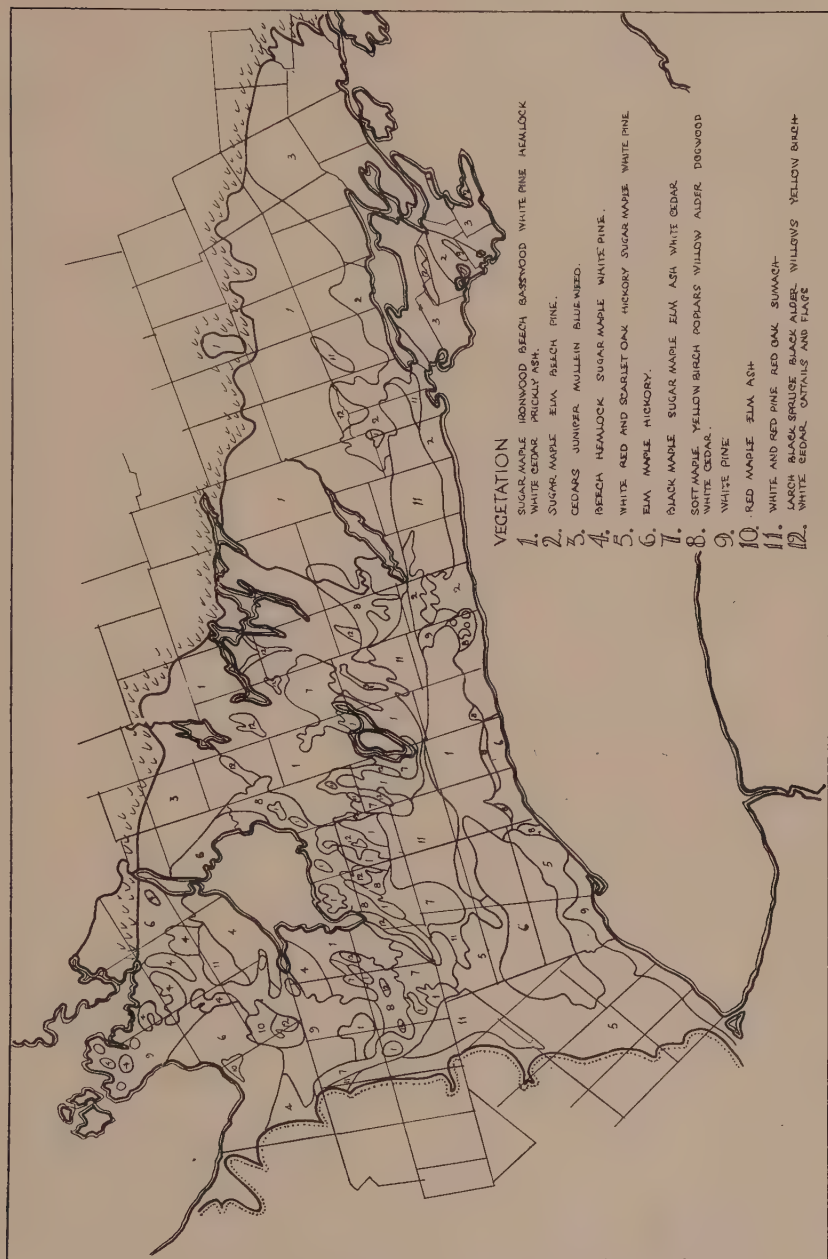 VEGETATION
1. SUGAR MAPLE IRONWOOD BEECH BASSWOOD WHITE PINE HEMLOCK
WHITE CEDAR PRICKLY ASH.
2. SUGAR MAPLE ELM BEECH PINE.
3. CEDARS JUNIPER MULLEIN BLUEWEED.
4. BEECH HEMLOCK SUGAR MAPLE WHITE PINE.
5. WHITE RED AND SCARLET OAK HICKORY SUGAR MAPLE WHITE PINE
6. ELM MAPLE HICKORY.
7. BLACK MAPLE SUGAR MAPLE ELM ASH WHITE CEDAR
8. SOFT MAPLE YELLOW BIRCH POPLARS WILLOW ALDER DOGWOOD
WHITE CEDAR.
9. WHITE PINE
10. RED MAPLE ELM ASH
11. WHITE AND RED PINE RED OAK SUMACH
12. LARCH BLACK SPRUCE BLACK ALDER WILLOWS YELLOW BIRCH
WHITE CEDAR CATTAILS AND FLAGS